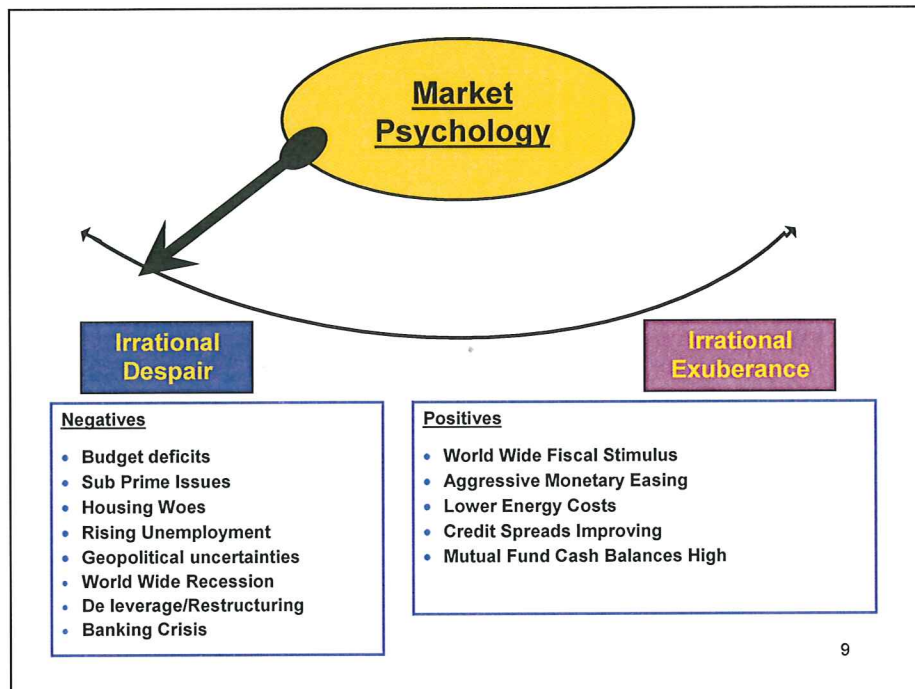 Market
Psychology
Irrational
Despair
Irrational
Exuberance
Negatives
• Budget deficits
• Sub Prime Issues
• Housing Woes
• Rising Unemployment
• Geopolitical uncertainties
• World Wide Recession
• De leverage/Restructuring
• Banking Crisis
Positives
• World Wide Fiscal Stimulus
• Aggressive Monetary Easing
• Lower Energy Costs
• Credit Spreads Improving
• Mutual Fund Cash Balances High
9